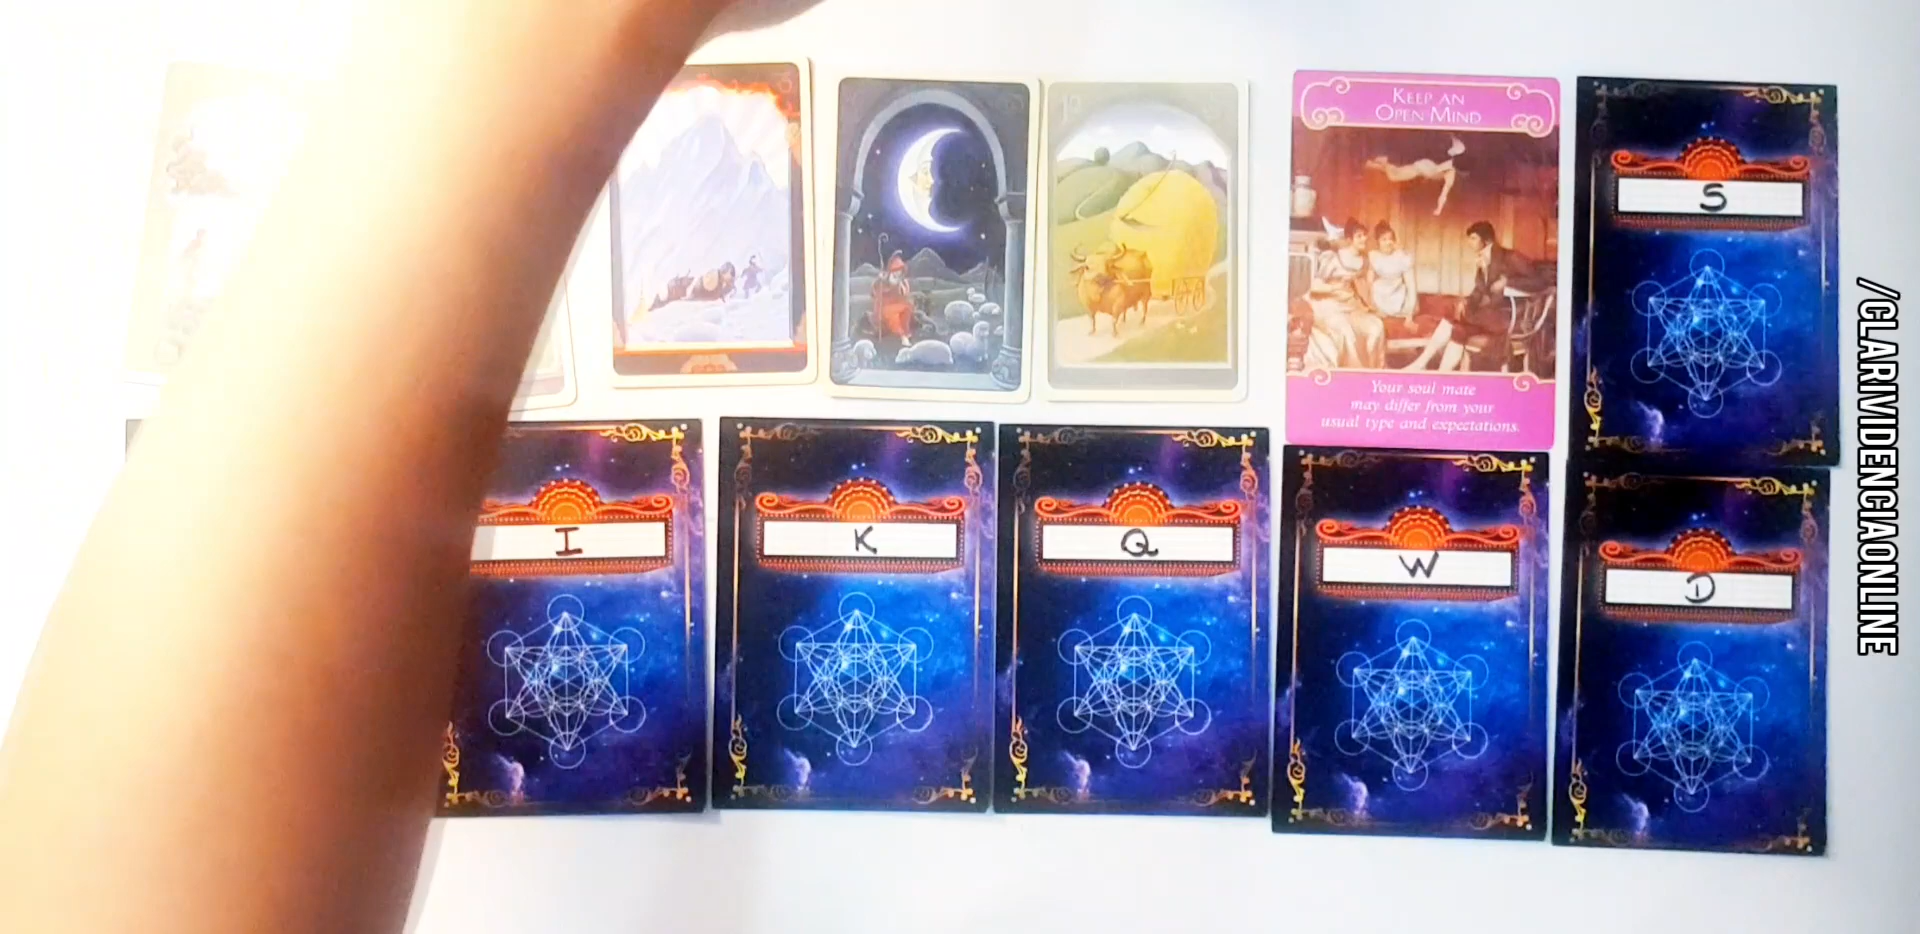 KEEP AN
OPEN MIND
Your soul mate
may differ from your
usual type and expectations.
S
I
K
Q
W
D
/CLARIVIDENCIAONLINE